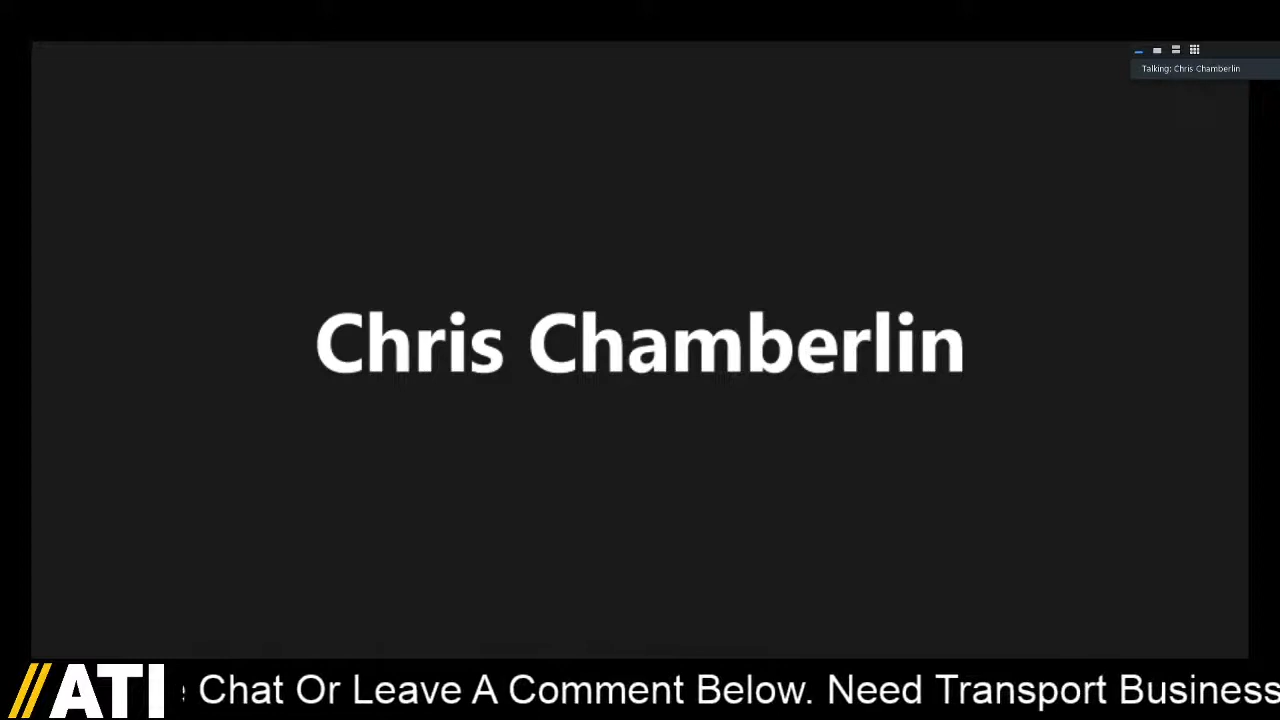 Talking: Chris Chamberlin
Chris Chamberlin
//ATI Chat Or Leave A Comment Below. Need Transport Business